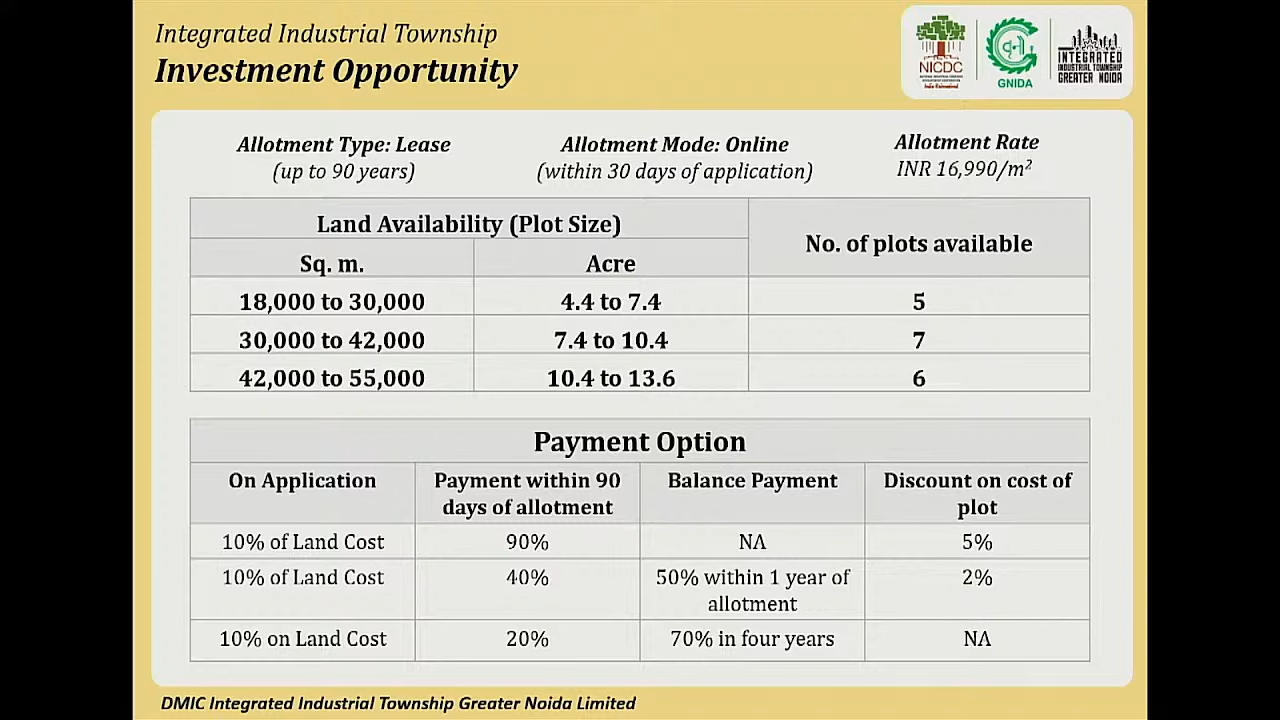 Integrated Industrial Township
Investment Opportunity
NICDC
GNIDA
INTEGRATED
INDUSTRIAL TOWNSHIP
GREATER NOIDA
Allotment Type: Lease
(up to 90 years)
Allotment Mode: Online
(within 30 days of application)
Allotment Rate
INR 16,990/m²
Land Availability (Plot Size)
No. of plots available
Sq. m.
Acre
18,000 to 30,000
4.4 to 7.4
5
30,000 to 42,000
7.4 to 10.4
7
42,000 to 55,000
10.4 to 13.6
6
Payment Option
On Application
Payment within 90
days of allotment
Balance Payment
Discount on cost of
plot
10% of Land Cost
90%
NA
5%
10% of Land Cost
40%
50% within 1 year of
allotment
2%
10% on Land Cost
20%
70% in four years
NA
DMIC Integrated Industrial Township Greater Noida Limited